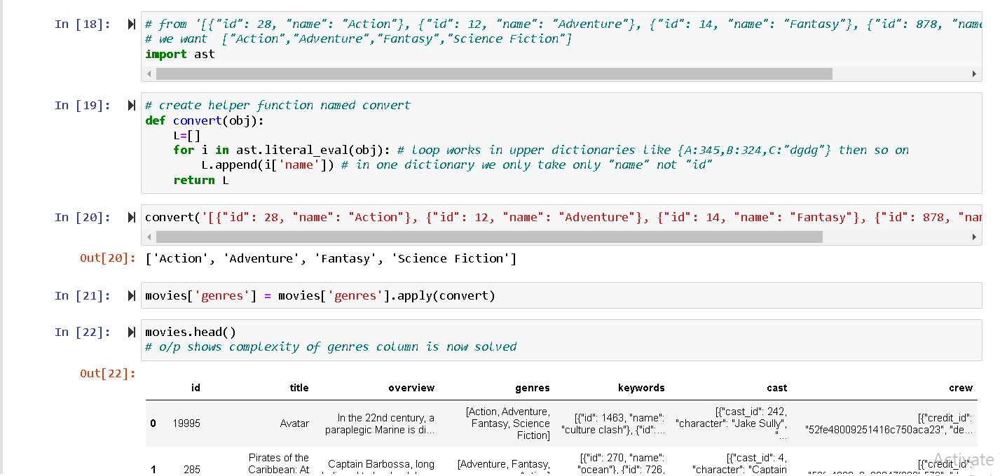 In [18]:
# from '[{"id": 28, "name": "Action"}, {"id": 12, "name": "Adventure"}, {"id": 14, "name": "Fantasy"}, {"id": 878, "name
# we want  ["Action","Adventure","Fantasy","Science Fiction"]
import ast
In [19]:
# create helper function named convert
def convert(obj):
    L=[]
    for i in ast.literal_eval(obj): # loop works in upper dictionaries like {A:345,B:324,C:"dgdg"} then so on
        L.append(i['name']) # in one dictionary we only take only "name" not "id"
    return L
In [20]:
convert('[{"id": 28, "name": "Action"}, {"id": 12, "name": "Adventure"}, {"id": 14, "name": "Fantasy"}, {"id": 878, "nam
Out[20]: ['Action', 'Adventure', 'Fantasy', 'Science Fiction']
In [21]:
movies['genres'] = movies['genres'].apply(convert)
In [22]:
movies.head()
# o/p shows complexity of genres column is now solved
Out[22]:
id title overview genres keywords cast crew
0 19995 Avatar In the 22nd century, a paraplegic Marine is di... [Action, Adventure, Fantasy, Science Fiction] [{"id": 1463, "name": "culture clash"}, {"id":... [{"cast_id": 242, "character": "Jake Sully", "... [{"credit_id": "52fe48009251416c750aca23", "de...
1 285 Pirates of the Caribbean: At Captain Barbossa, long [Adventure, Fantasy, [{"id": 270, "name": "ocean"}, {"id": 726, [{"cast_id": 4, "character": "Captain [{"credit_id":
Activate